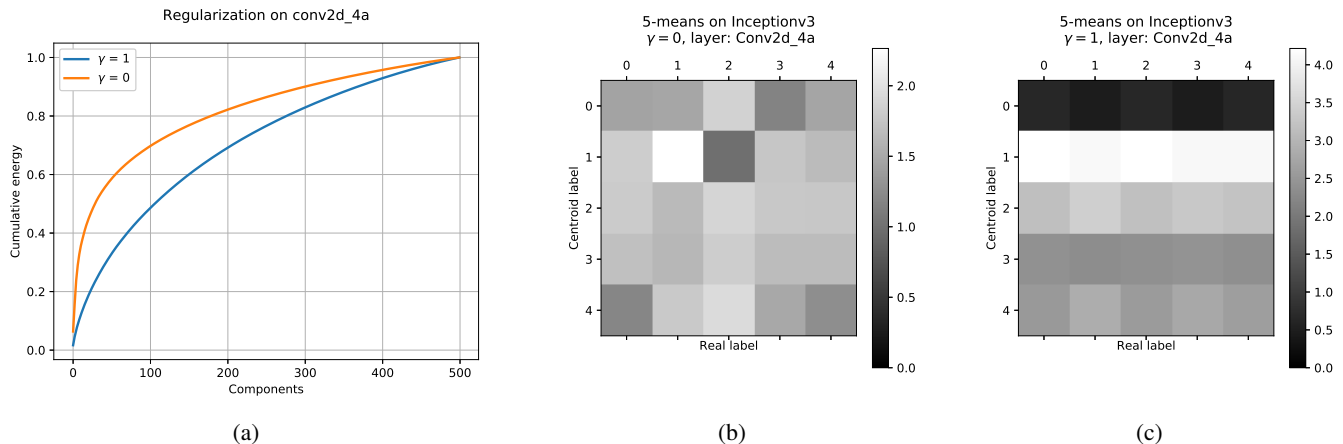 Regularization on conv2d_4a
γ = 1
γ = 0
1.0
0.8
0.6
0.4
0.2
0.0
Cumulative energy
0 100 200 300 400 500
Components
(a)
5-means on Inceptionv3
γ = 0, layer: Conv2d_4a
0 1 2 3 4
0
1
2
3
4
Centroid label
Real label
2.0
1.5
1.0
0.5
0.0
(b)
5-means on Inceptionv3
γ = 1, layer: Conv2d_4a
0 1 2 3 4
0
1
2
3
4
Centroid label
Real label
4.0
3.5
3.0
2.5
2.0
1.5
1.0
0.5
0.0
(c)